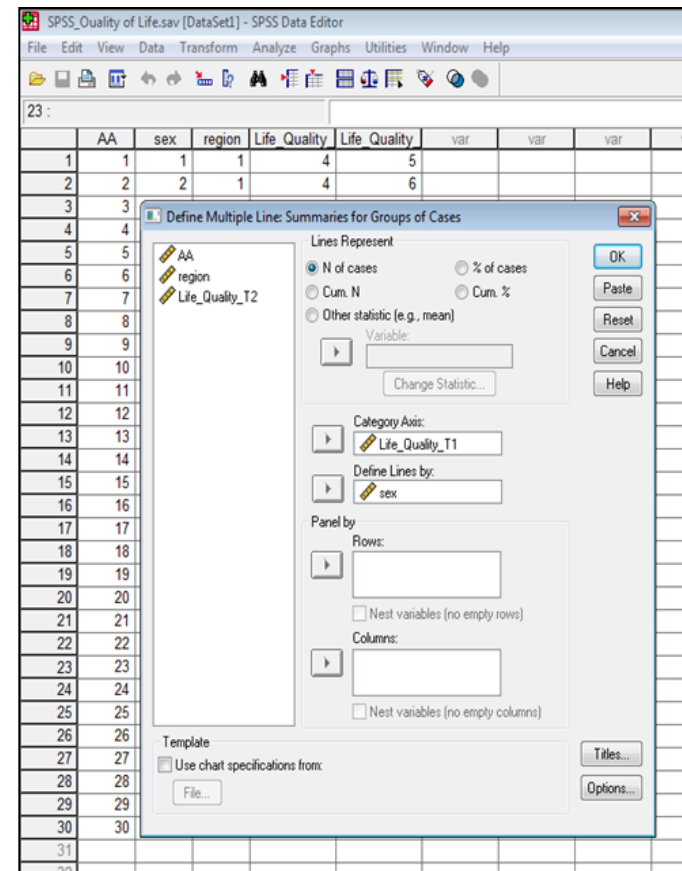 SPSS_Ouality of Life.sav [DataSet1] - SPSS Data Editor
File Edit View Data Transform Analyze Graphs Utilities Window Help
23 :
AA sex region Life_Quality_ Life_Quality_ var var var
1 1 1 1 4 5
2 2 2 1 4 6
3 3
4 4
5 5
6 6
7 7
8 8
9 9
10 10
11 11
12 12
13 13
14 14
15 15
16 16
17 17
18 18
19 19
20 20
21 21
22 22
23 23
24 24
25 25
26 26
27 27
28 28
29 29
30 30
31
Define Multiple Line: Summaries for Groups of Cases
AA
region
Life_Quality_T2
Lines Represent
N of cases % of cases
Cum. N Cum. %
Other statistic (e.g., mean)
Variable:
Change Statistic...
Category Axis:
Life_Quality_T1
Define Lines by:
sex
Panel by
Rows:
Nest variables (no empty rows)
Columns:
Nest variables (no empty columns)
Template
Use chart specifications from:
File...
OK
Paste
Reset
Cancel
Help
Titles...
Options...